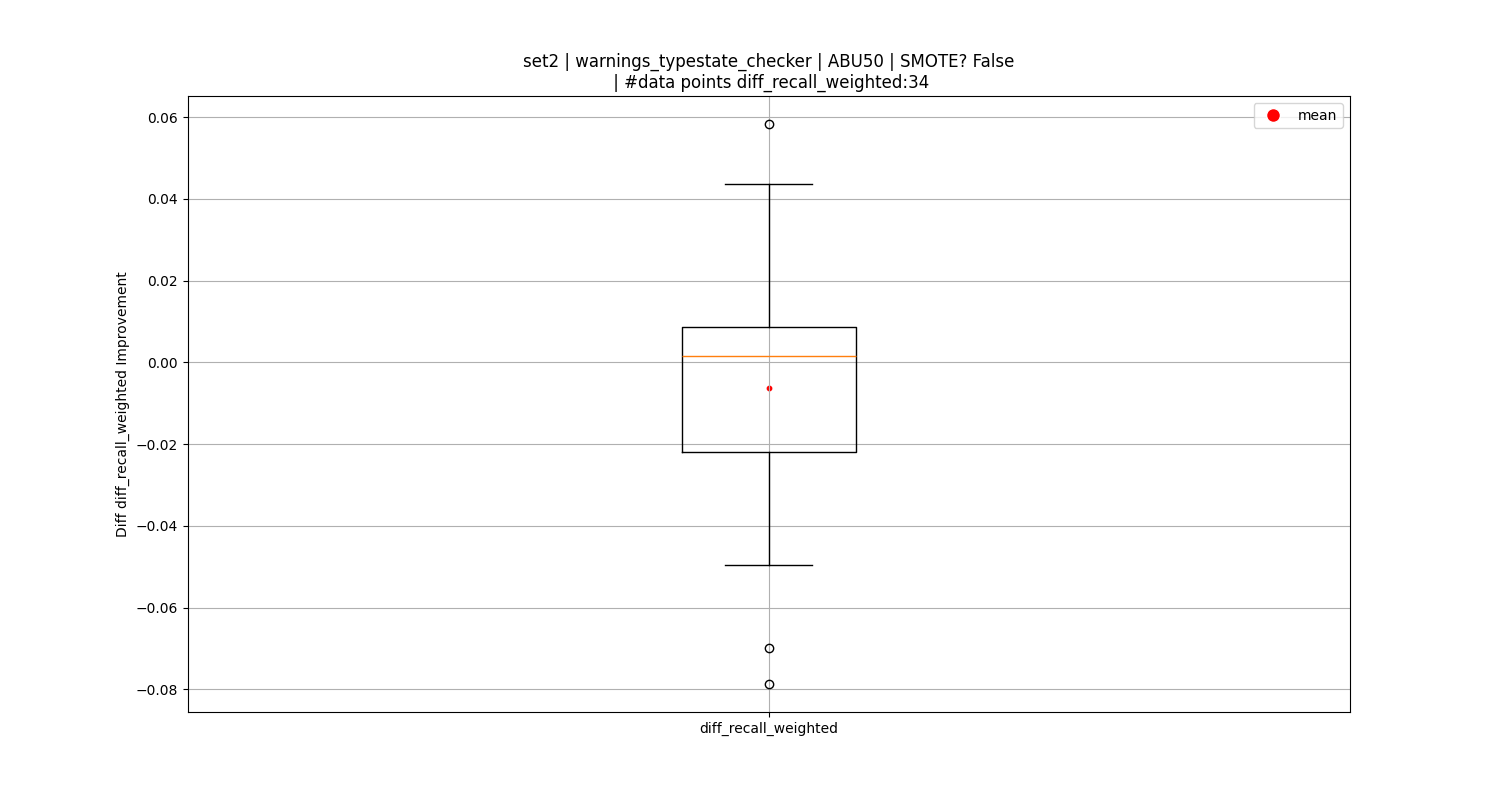 set2 | warnings_typestate_checker | ABU50 | SMOTE? False
| #data points diff_recall_weighted:34
mean
0.06
0.04
0.02
0.00
−0.02
−0.04
−0.06
−0.08
Diff diff_recall_weighted Improvement
diff_recall_weighted